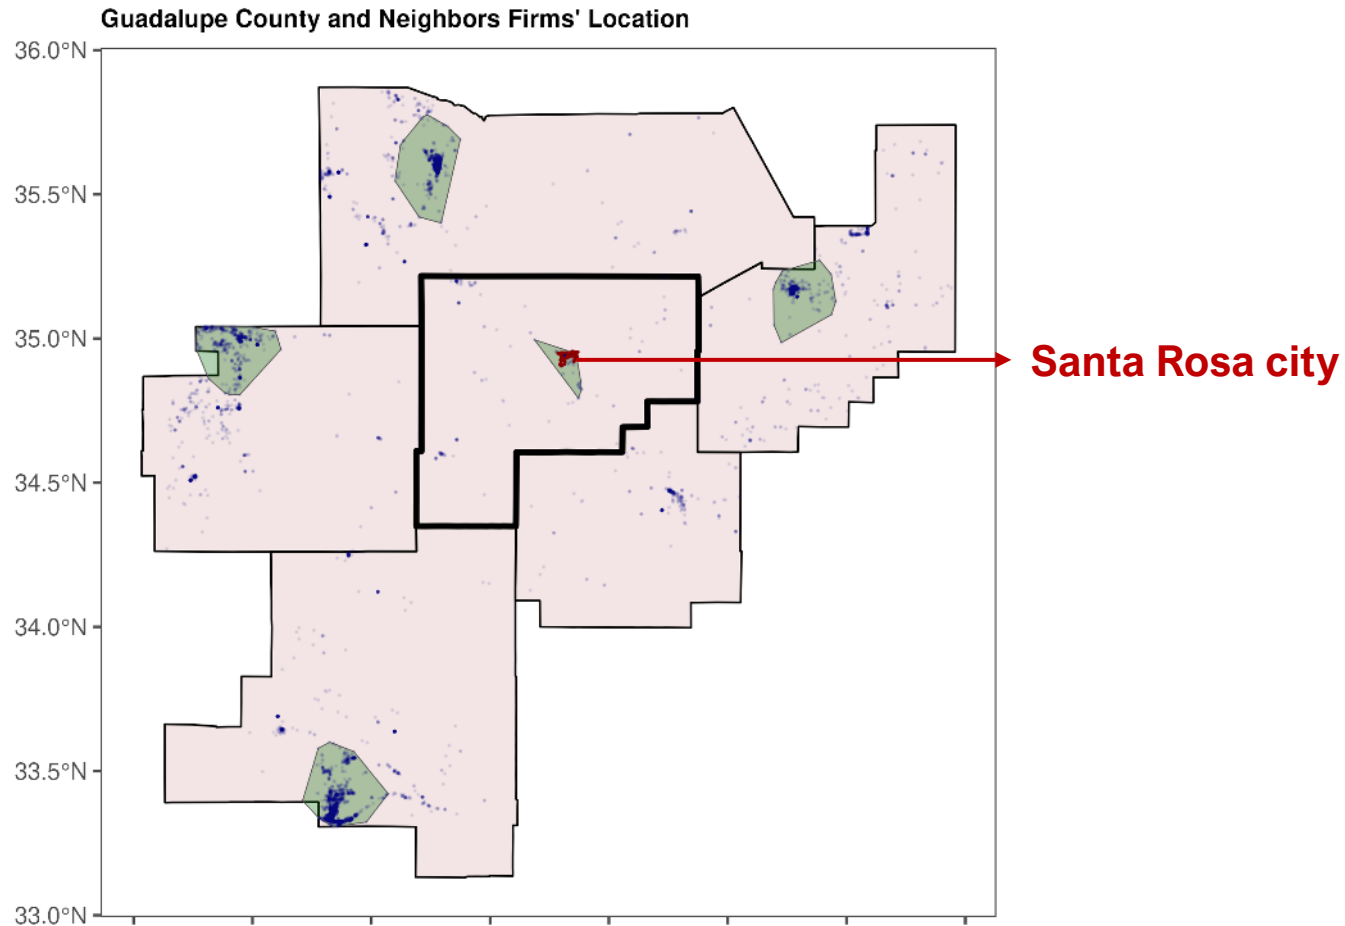 Guadalupe County and Neighbors Firms' Location
36.0°N
35.5°N
35.0°N
Santa Rosa city
34.5°N
34.0°N
33.5°N
33.0°N